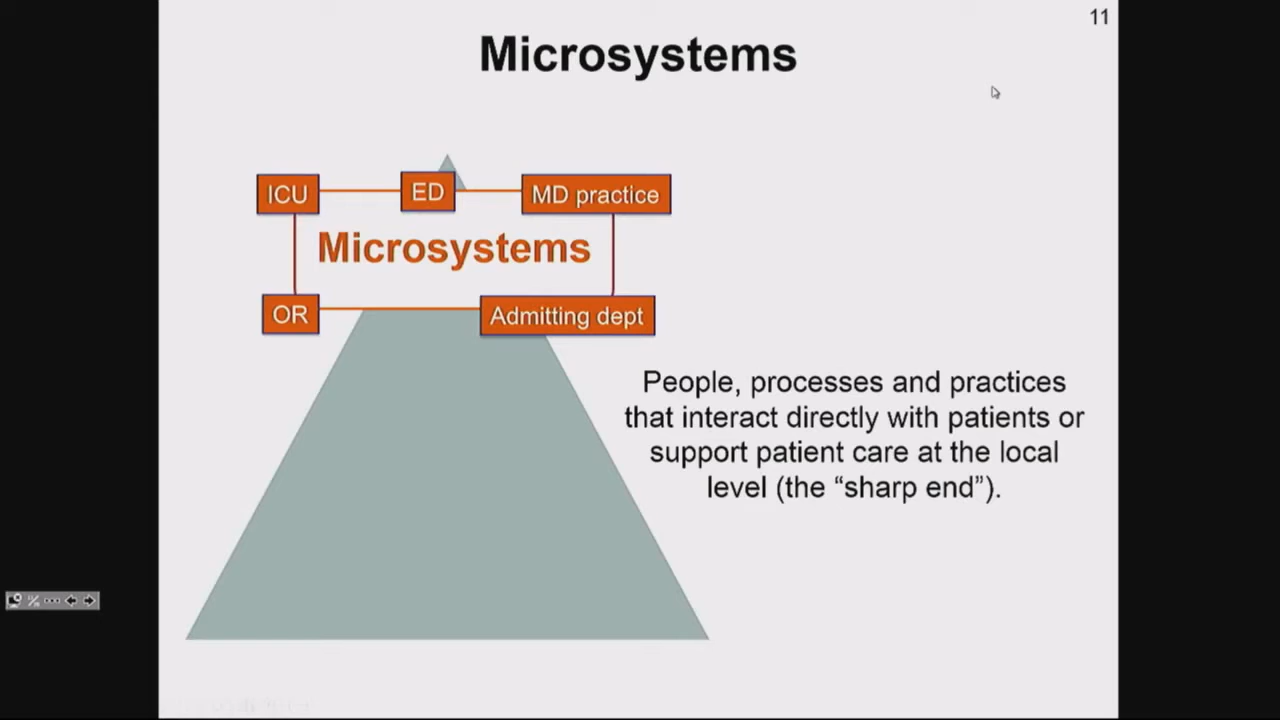 11
Microsystems
ICU
ED
MD practice
Microsystems
OR
Admitting dept
People, processes and practices
that interact directly with patients or
support patient care at the local
level (the “sharp end”).